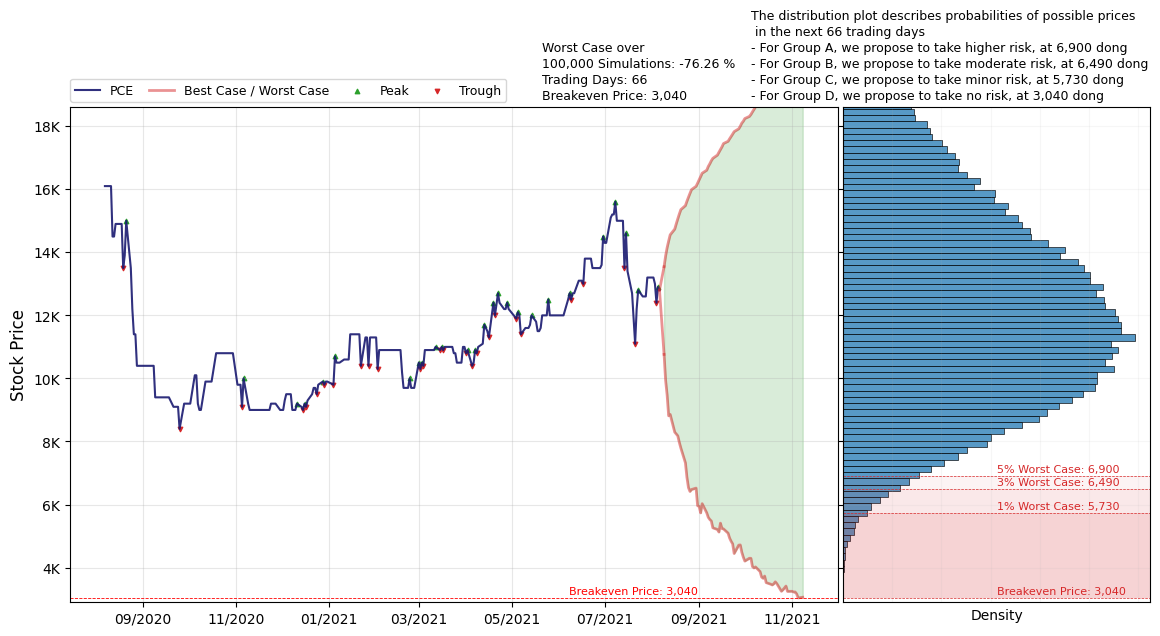 The distribution plot describes probabilities of possible prices
in the next 66 trading days
- For Group A, we propose to take higher risk, at 6,900 dong
- For Group B, we propose to take moderate risk, at 6,490 dong
- For Group C, we propose to take minor risk, at 5,730 dong
- For Group D, we propose to take no risk, at 3,040 dong
Worst Case over
100,000 Simulations: -76.26 %
Trading Days: 66
Breakeven Price: 3,040
PCE
Best Case / Worst Case
Peak
Trough
Stock Price
18K
16K
14K
12K
10K
8K
6K
4K
09/2020
11/2020
01/2021
03/2021
05/2021
07/2021
09/2021
11/2021
Breakeven Price: 3,040
5% Worst Case: 6,900
3% Worst Case: 6,490
1% Worst Case: 5,730
Breakeven Price: 3,040
Density